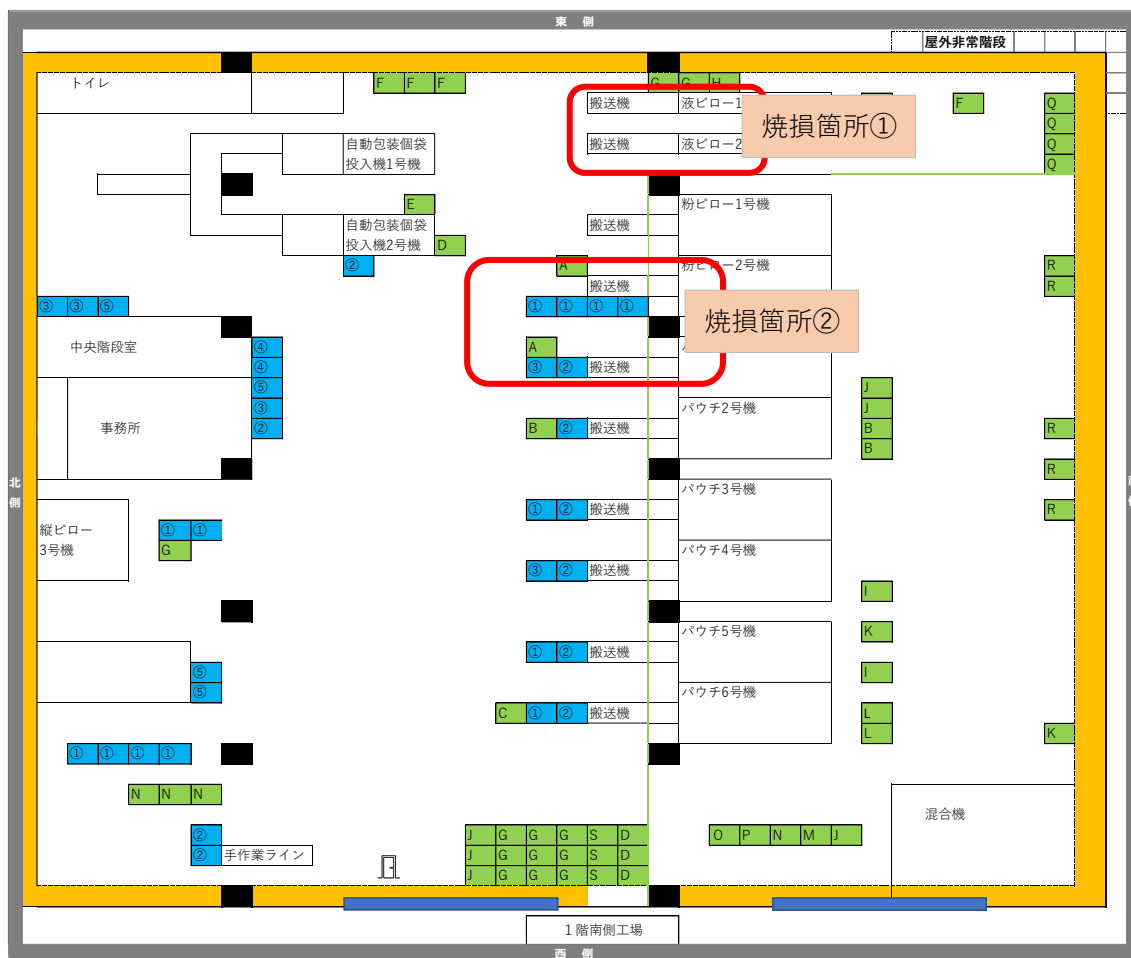 東 側
屋外非常階段
トイレ
F F F
G G H
搬送機
液ピロー1
焼損箇所①
F
Q
Q
搬送機
液ピロー2
Q
Q
自動包装個袋
投入機1号機
E
粉ピロー1号機
自動包装個袋
投入機2号機
D
搬送機
②
A
粉ピロー2号機
R
搬送機
R
③ ③ ⑤
① ① ① ①
焼損箇所②
中央階段室
④
④
⑤
③
②
A
③ ② 搬送機
事務所
パウチ2号機
J
J
B
B
B ② 搬送機
R
R
R
北
側
縦ピロー
3号機
① ①
G
① ② 搬送機
パウチ3号機
③ ② 搬送機
パウチ4号機
I
K
I
① ② 搬送機
パウチ5号機
⑤
⑤
C ① ② 搬送機
パウチ6号機
L
L
K
① ① ① ①
N N N
②
② 手作業ライン
J G G G S D
J G G G S D
J G G G S D
O P N M J
混合機
1階南側工場
西 側